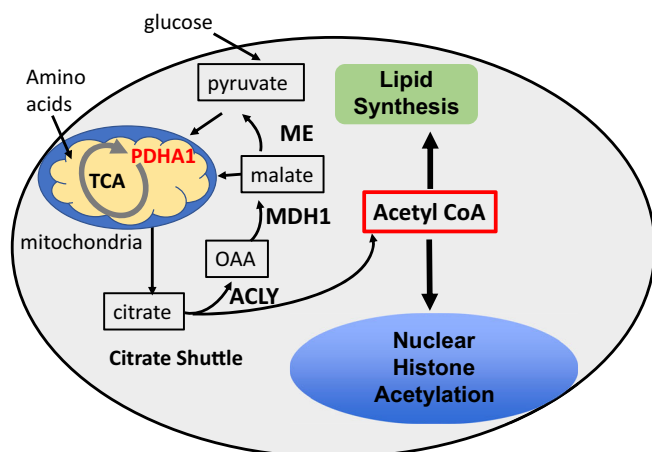 glucose
Amino
acids
pyruvate
Lipid
Synthesis
ME
PDHA1
TCA
malate
Acetyl CoA
MDH1
mitochondria
OAA
ACLY
citrate
Citrate Shuttle
Nuclear
Histone
Acetylation